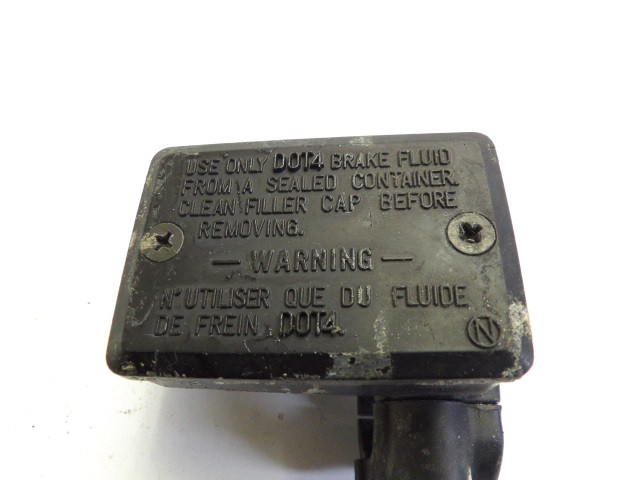 USE ONLY DOT4 BRAKE FLUID
FROM A SEALED CONTAINER.
CLEAN FILLER CAP BEFORE
REMOVING.
— WARNING —
N'UTILISER QUE DU FLUIDE
DE FREIN DOT4.
N